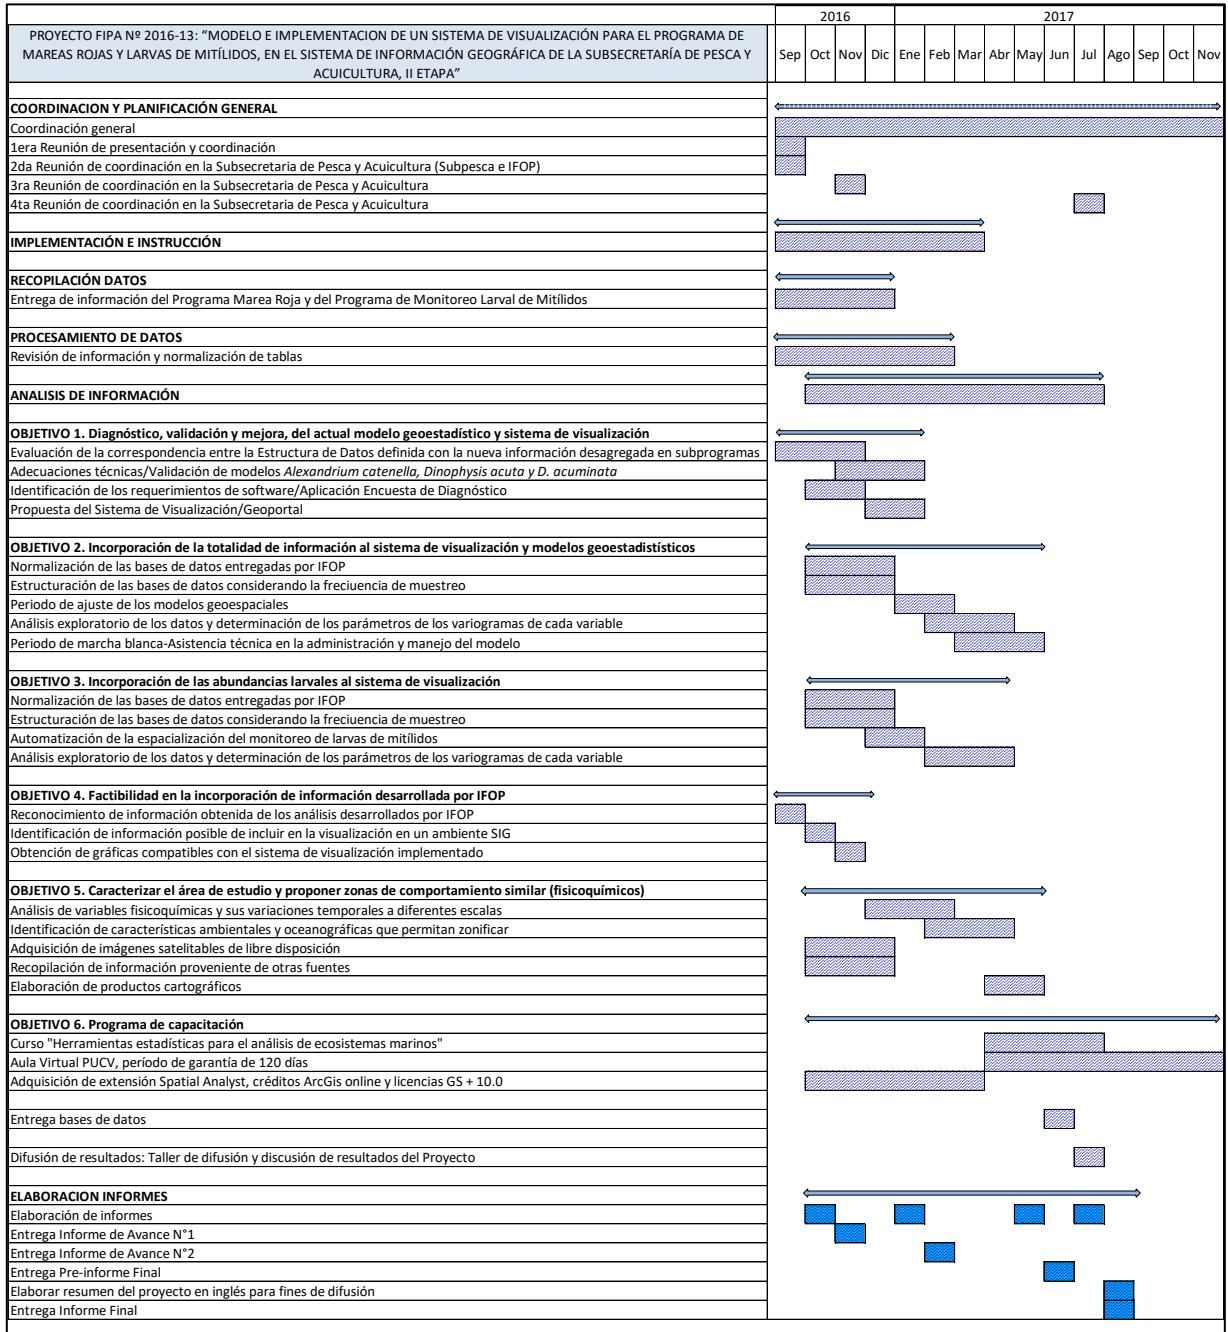 2016 2017
PROYECTO FIPA Nº 2016-13: “MODELO E IMPLEMENTACION DE UN SISTEMA DE VISUALIZACIÓN PARA EL PROGRAMA DE
MAREAS ROJAS Y LARVAS DE MITÍLIDOS, EN EL SISTEMA DE INFORMACIÓN GEOGRÁFICA DE LA SUBSECRETARÍA DE PESCA Y
ACUICULTURA, II ETAPA”
Sep Oct Nov Dic Ene Feb Mar Abr May Jun Jul Ago Sep Oct Nov
COORDINACION Y PLANIFICACIÓN GENERAL
Coordinación general
1era Reunión de presentación y coordinación
2da Reunión de coordinación en la Subsecretaria de Pesca y Acuicultura (Subpesca e IFOP)
3ra Reunión de coordinación en la Subsecretaria de Pesca y Acuicultura
4ta Reunión de coordinación en la Subsecretaria de Pesca y Acuicultura
IMPLEMENTACIÓN E INSTRUCCIÓN
RECOPILACIÓN DATOS
Entrega de información del Programa Marea Roja y del Programa de Monitoreo Larval de Mitílidos
PROCESAMIENTO DE DATOS
Revisión de información y normalización de tablas
ANALISIS DE INFORMACIÓN
OBJETIVO 1. Diagnóstico, validación y mejora, del actual modelo geoestadístico y sistema de visualización
Evaluación de la correspondencia entre la Estructura de Datos definida con la nueva información desagregada en subprogramas
Adecuaciones técnicas/Validación de modelos Alexandrium catenella, Dinophysis acuta y D. acuminata
Identificación de los requerimientos de software/Aplicación Encuesta de Diagnóstico
Propuesta del Sistema de Visualización/Geoportal
OBJETIVO 2. Incorporación de la totalidad de información al sistema de visualización y modelos geoestadistísticos
Normalización de las bases de datos entregadas por IFOP
Estructuración de las bases de datos considerando la freciuencia de muestreo
Periodo de ajuste de los modelos geoespaciales
Análisis exploratorio de los datos y determinación de los parámetros de los variogramas de cada variable
Periodo de marcha blanca-Asistencia técnica en la administración y manejo del modelo
OBJETIVO 3. Incorporación de las abundancias larvales al sistema de visualización
Normalización de las bases de datos entregadas por IFOP
Estructuración de las bases de datos considerando la freciuencia de muestreo
Automatización de la espacialización del monitoreo de larvas de mitílidos
Análisis exploratorio de los datos y determinación de los parámetros de los variogramas de cada variable
OBJETIVO 4. Factibilidad en la incorporación de información desarrollada por IFOP
Reconocimiento de información obtenida de los análisis desarrollados por IFOP
Identificación de información posible de incluir en la visualización en un ambiente SIG
Obtención de gráficas compatibles con el sistema de visualización implementado
OBJETIVO 5. Caracterizar el área de estudio y proponer zonas de comportamiento similar (fisicoquímicos)
Análisis de variables fisicoquímicas y sus variaciones temporales a diferentes escalas
Identificación de características ambientales y oceanográficas que permitan zonificar
Adquisición de imágenes satelitables de libre disposición
Recopilación de información proveniente de otras fuentes
Elaboración de productos cartográficos
OBJETIVO 6. Programa de capacitación
Curso "Herramientas estadísticas para el análisis de ecosistemas marinos"
Aula Virtual PUCV, período de garantía de 120 días
Adquisición de extensión Spatial Analyst, créditos ArcGis online y licencias GS + 10.0
Entrega bases de datos
Difusión de resultados: Taller de difusión y discusión de resultados del Proyecto
ELABORACION INFORMES
Elaboración de informes
Entrega Informe de Avance N°1
Entrega Informe de Avance N°2
Entrega Pre-informe Final
Elaborar resumen del proyecto en inglés para fines de difusión
Entrega Informe Final